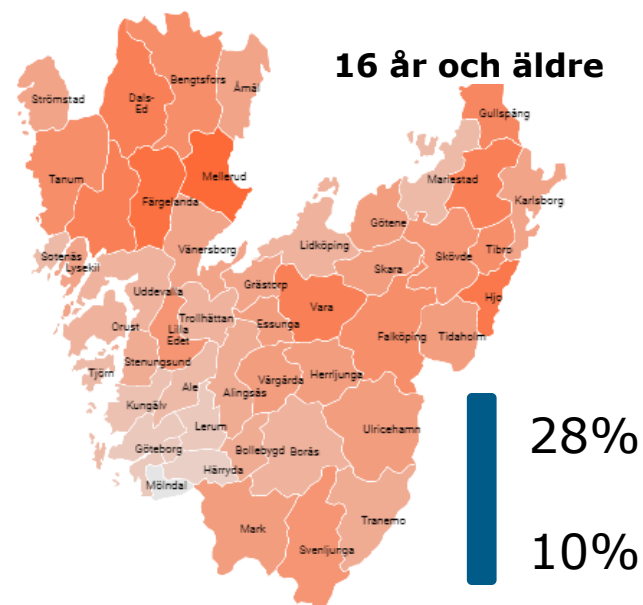 16 år och äldre
Strömstad
Dals-
Ed
Bengtsfors
Åmål
Gullspång
Tanum
Färgelanda
Mellerud
Mariestad
Karlsborg
Götene
Sotenäs
Lysekil
Vänersborg
Lidköping
Skara
Skövde
Tibro
Uddevalla
Grästorp
Hjo
Orust
Trollhättan
Lilla
Edet
Essunga
Vara
Falköping
Tidaholm
Tjörn
Stenungsund
Ale
Alingsås
Vårgårda
Herrljunga
Kungälv
Lerum
Ulricehamn
Göteborg
Härryda
Bollebygd
Borås
Mölndal
Mark
Svenljunga
Tranemo
28%
10%